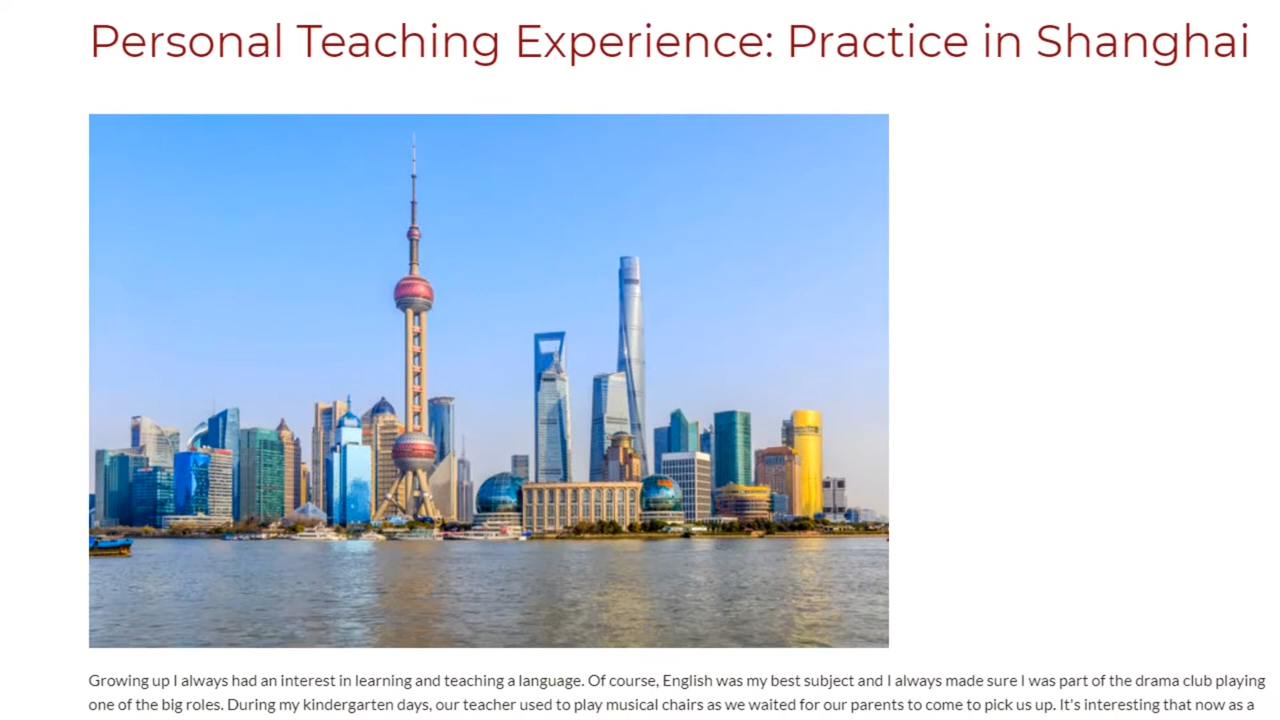 Personal Teaching Experience: Practice in Shanghai
Growing up I always had an interest in learning and teaching a language. Of course, English was my best subject and I always made sure I was part of the drama club playing
one of the big roles. During my kindergarten days, our teacher used to play musical chairs as we waited for our parents to come to pick us up. It's interesting that now as a